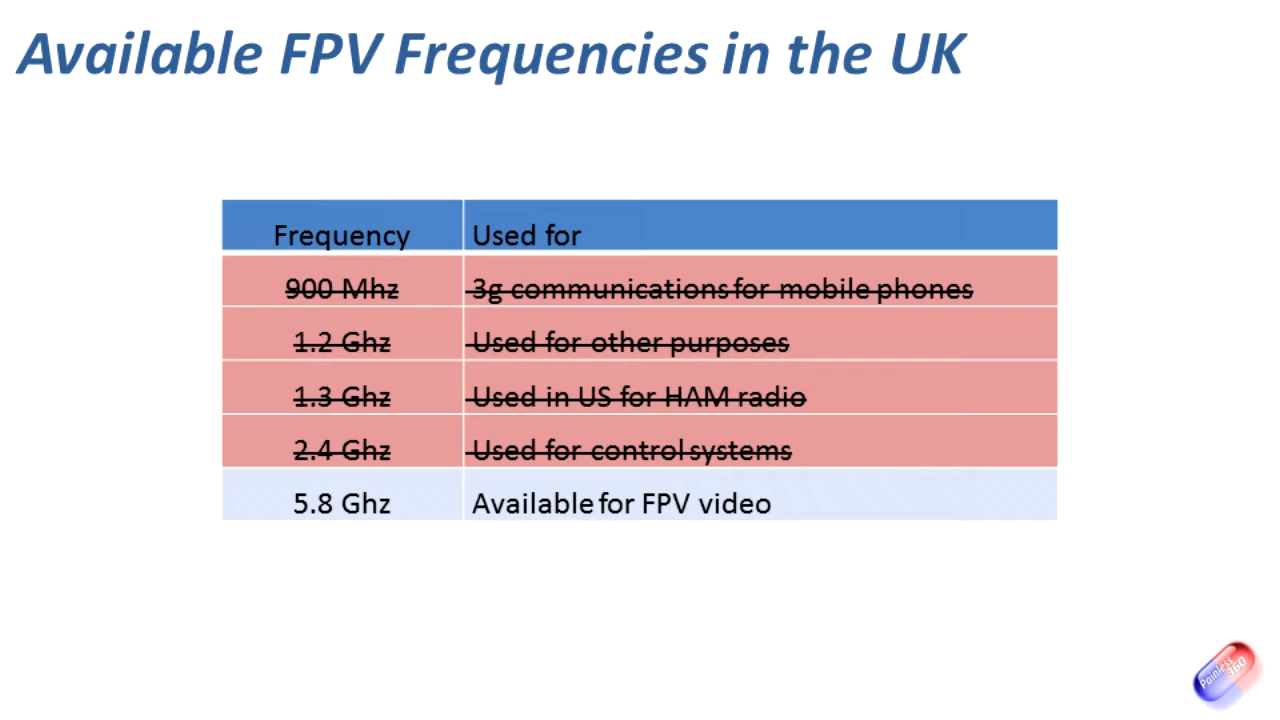 Available FPV Frequencies in the UK
Frequency Used for
900 Mhz 3g communications for mobile phones
1.2 Ghz Used for other purposes
1.3 Ghz Used in US for HAM radio
2.4 Ghz Used for control systems
5.8 Ghz Available for FPV video
Painless
360